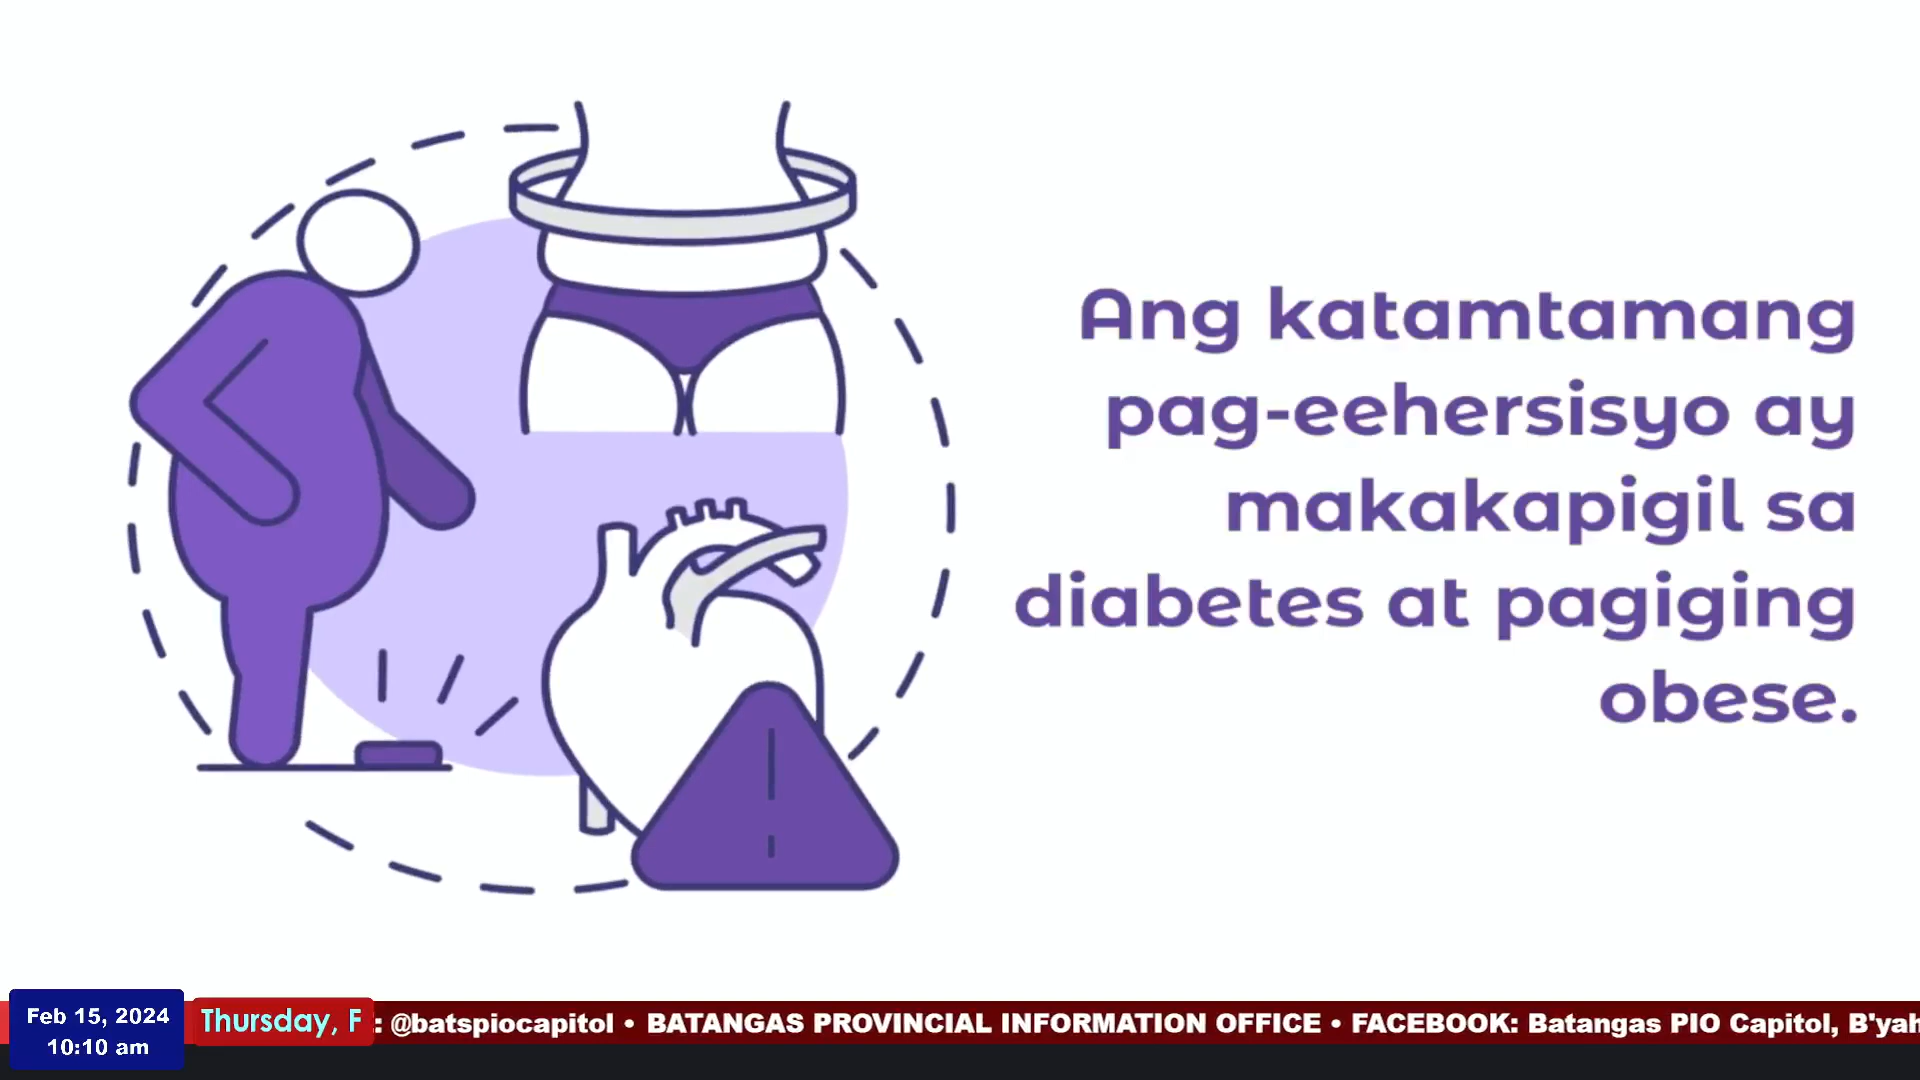 Ang katamtamang
pag-eehersisyo ay
makakapigil sa
diabetes at pagiging
obese.
Feb 15, 2024
10:10 am
Thursday, F
: @batspiocapitol • BATANGAS PROVINCIAL INFORMATION OFFICE • FACEBOOK: Batangas PIO Capitol, B'yah